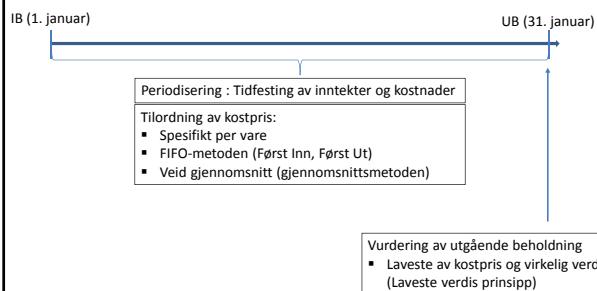 IB (1. januar)
UB (31. januar)
Periodisering : Tidfesting av inntekter og kostnader
Tilordning av kostpris:
▪ Spesifikt per vare
▪ FIFO-metoden (Først Inn, Først Ut)
▪ Veid gjennomsnitt (gjennomsnittsmetoden)
Vurdering av utgående beholdning
▪ Laveste av kostpris og virkelig verd
(Laveste verdis prinsipp)